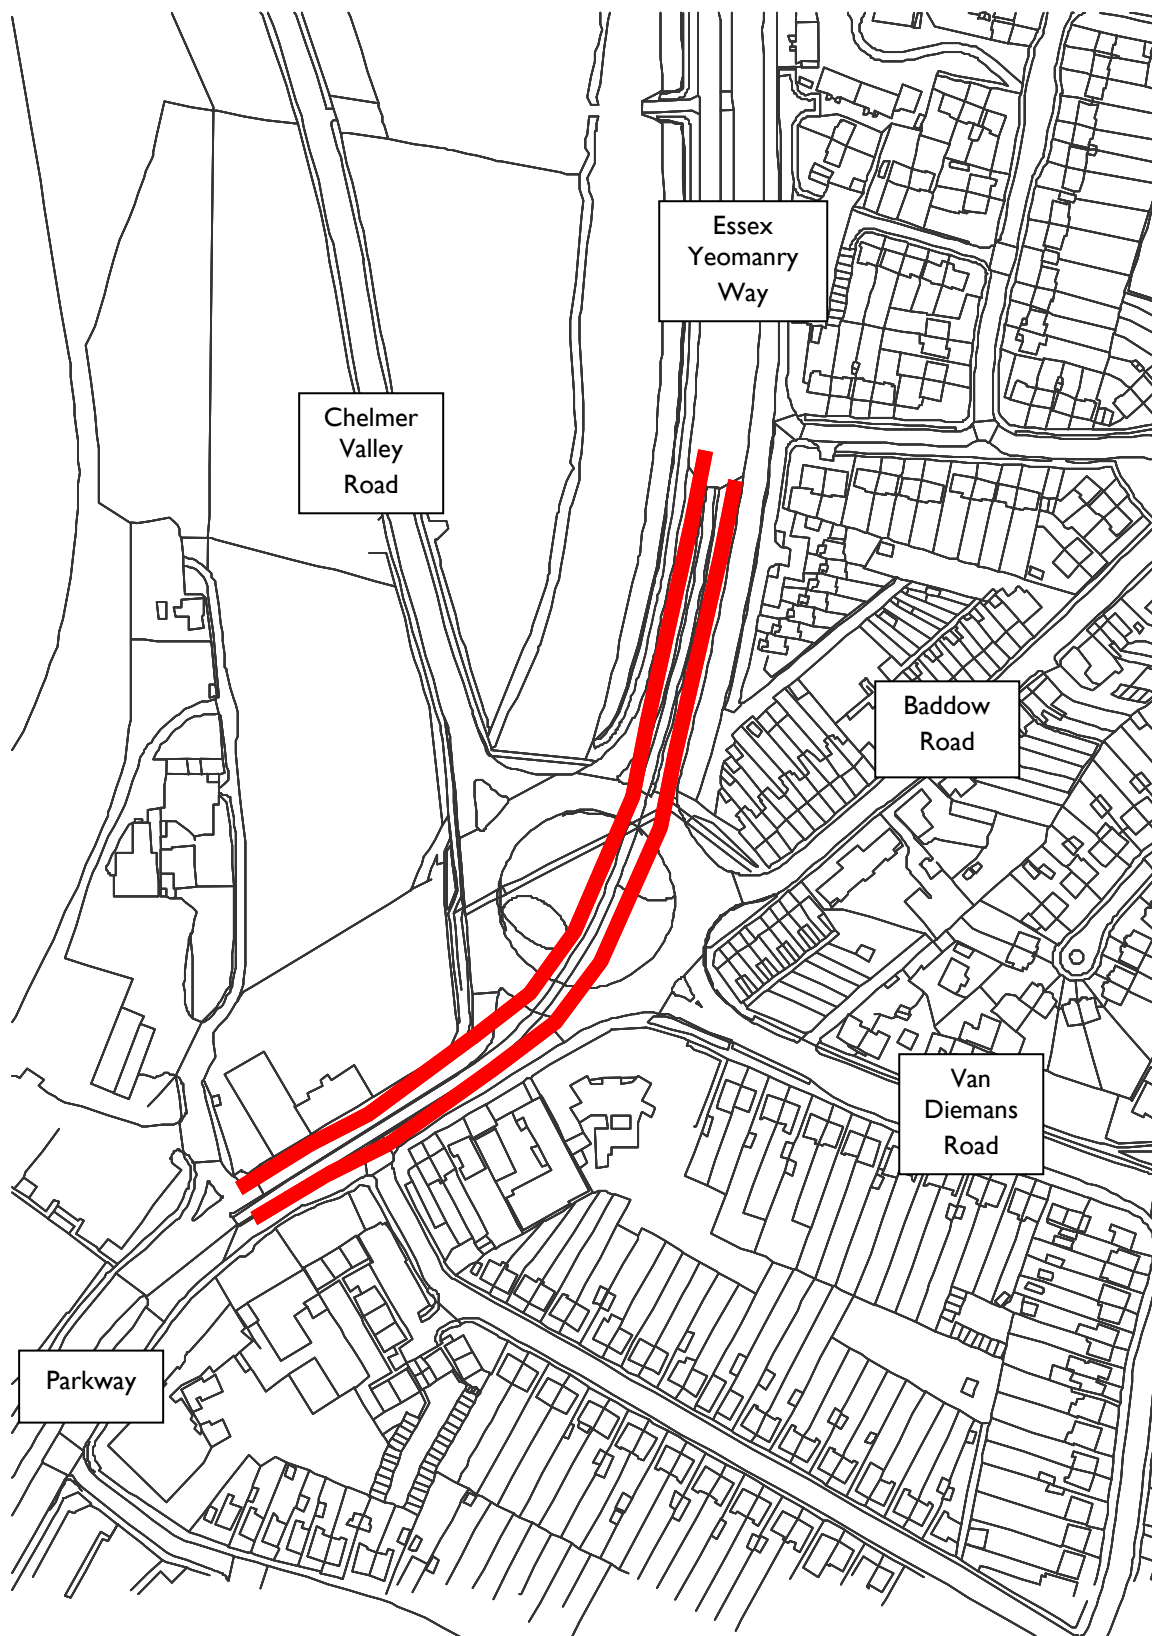 Essex
Yeomanry
Way
Chelmer
Valley
Road
Baddow
Road
Van
Diemans
Road
Parkway